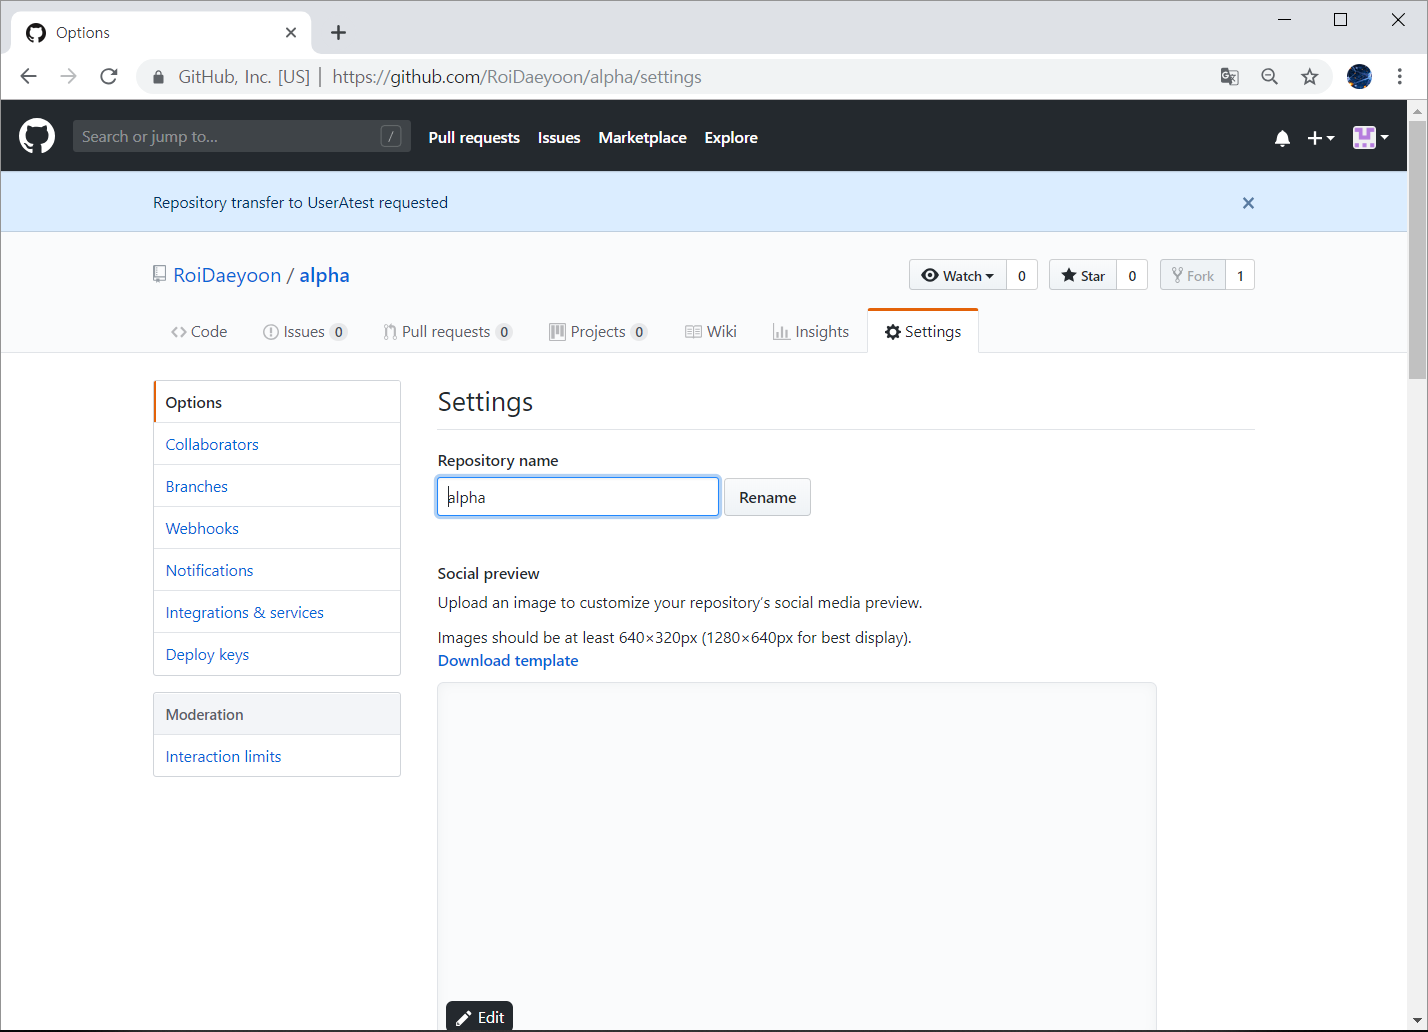 Options
GitHub, Inc. [US] | https://github.com/RoiDaeyoon/alpha/settings
Search or jump to... / Pull requests Issues Marketplace Explore
Repository transfer to UserAtest requested
RoiDaeyoon / alpha Watch 0 Star 0 Fork 1
Code Issues 0 Pull requests 0 Projects 0 Wiki Insights Settings
Options
Collaborators
Branches
Webhooks
Notifications
Integrations & services
Deploy keys
Moderation
Interaction limits
Settings
Repository name
alpha Rename
Social preview
Upload an image to customize your repository’s social media preview.
Images should be at least 640×320px (1280×640px for best display).
Download template
Edit